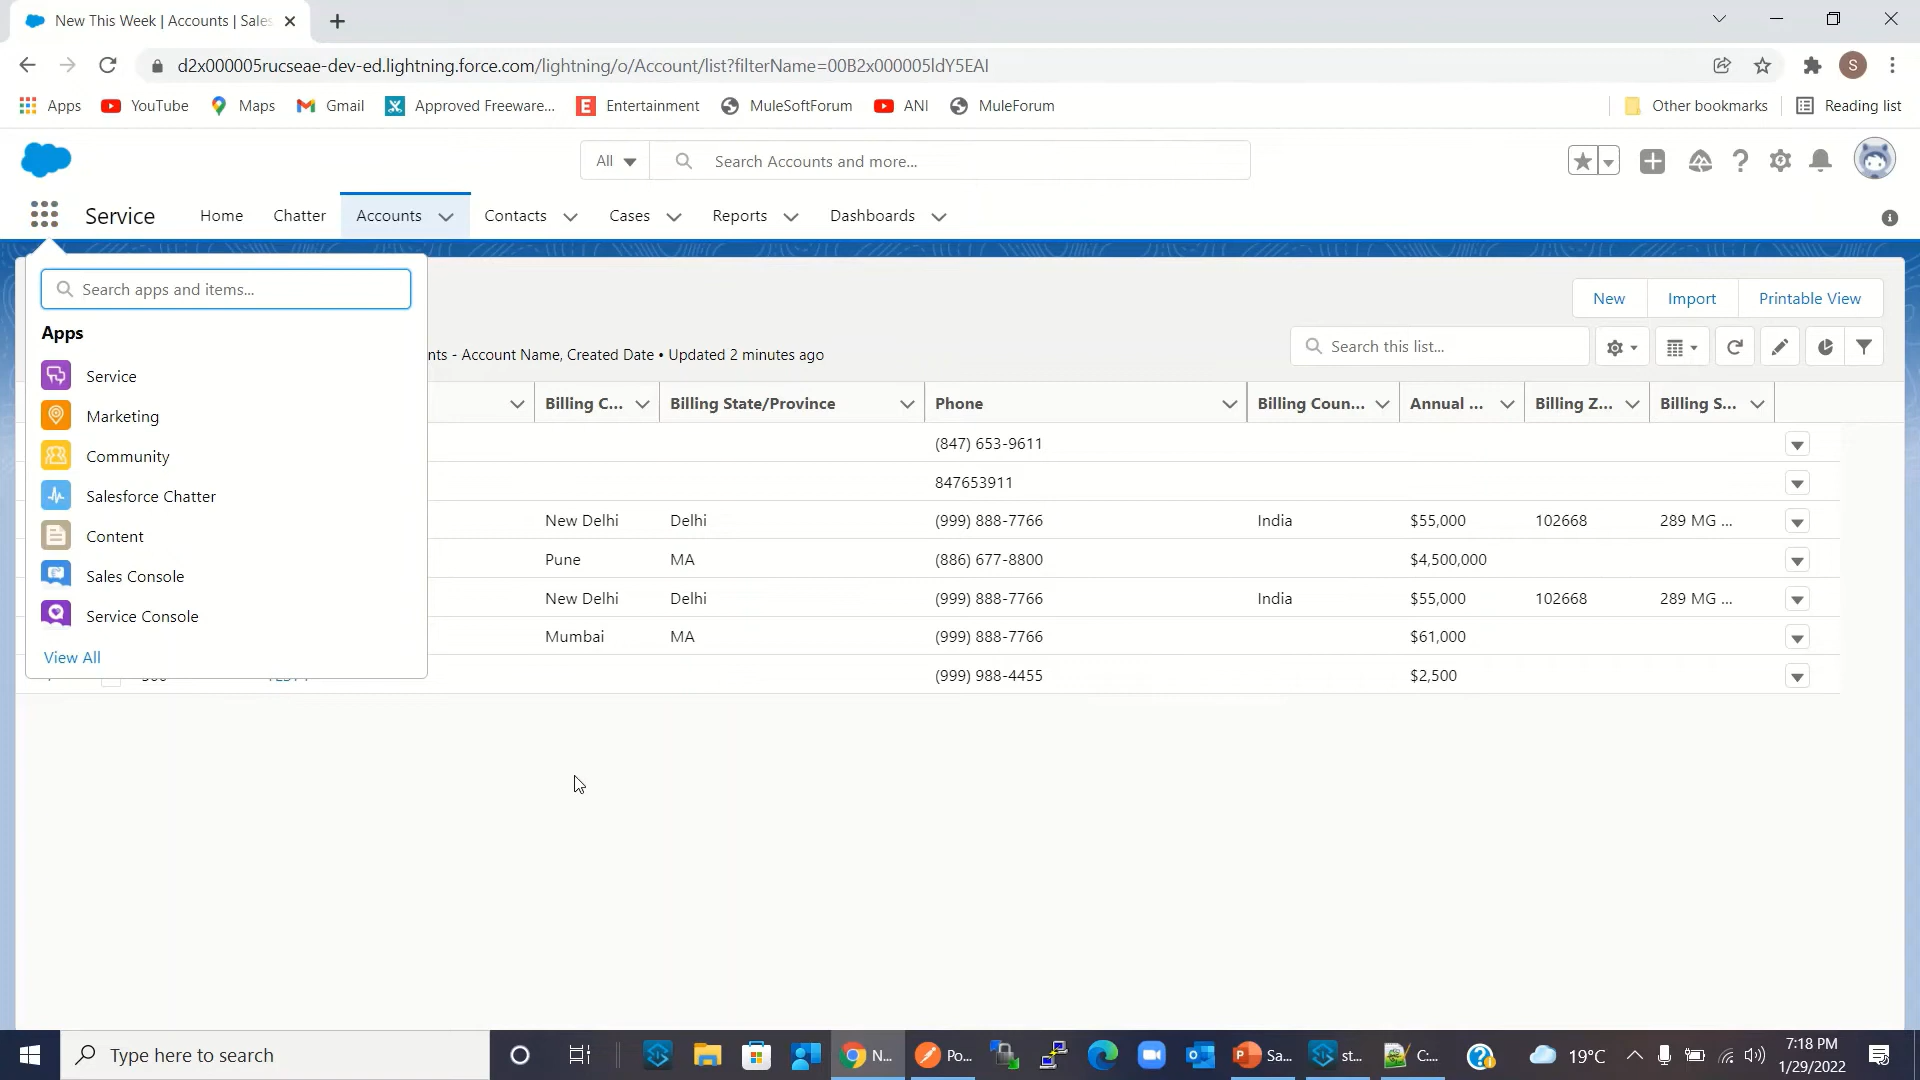 New This Week | Accounts | Sales
d2x000005rucseae-dev-ed.lightning.force.com/lightning/o/Account/list?filterName=00B2x000005ldY5EAI
S
Apps YouTube Maps Gmail Approved Freeware... Entertainment MuleSoftForum ANI MuleForum Other bookmarks Reading list
All Search Accounts and more...
Service Home Chatter Accounts Contacts Cases Reports Dashboards
Search apps and items...
New Import Printable View
Apps
nts - Account Name, Created Date • Updated 2 minutes ago
Search this list...
Service
Marketing
Community
Salesforce Chatter
Content
Sales Console
Service Console
View All
Billing C... Billing State/Province Phone Billing Coun... Annual ... Billing Z... Billing S...
(847) 653-9611
847653911
New Delhi Delhi (999) 888-7766 India $55,000 102668 289 MG ...
Pune MA (886) 677-8800 $4,500,000
New Delhi Delhi (999) 888-7766 India $55,000 102668 289 MG ...
Mumbai MA (999) 888-7766 $61,000
(999) 988-4455 $2,500
Type here to search
N... Po... Sa... st... C:...
19°C
7:18 PM
1/29/2022